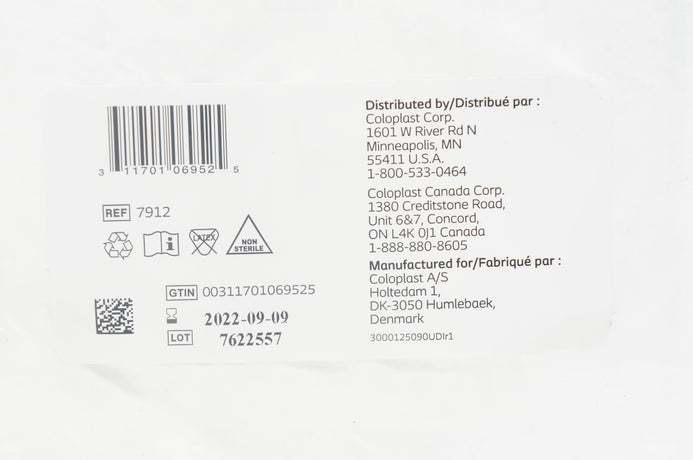 3 11701 06952 5
REF 7912
LATEX
NON
STERILE
GTIN 00311701069525
2022-09-09
LOT 7622557
Distributed by/Distribué par :
Coloplast Corp.
1601 W River Rd N
Minneapolis, MN
55411 U.S.A.
1-800-533-0464
Coloplast Canada Corp.
1380 Creditstone Road,
Unit 6&7, Concord,
ON L4K 0J1 Canada
1-888-880-8605
Manufactured for/Fabriqué par :
Coloplast A/S
Holtedam 1,
DK-3050 Humlebaek,
Denmark
3000125090UDIr1